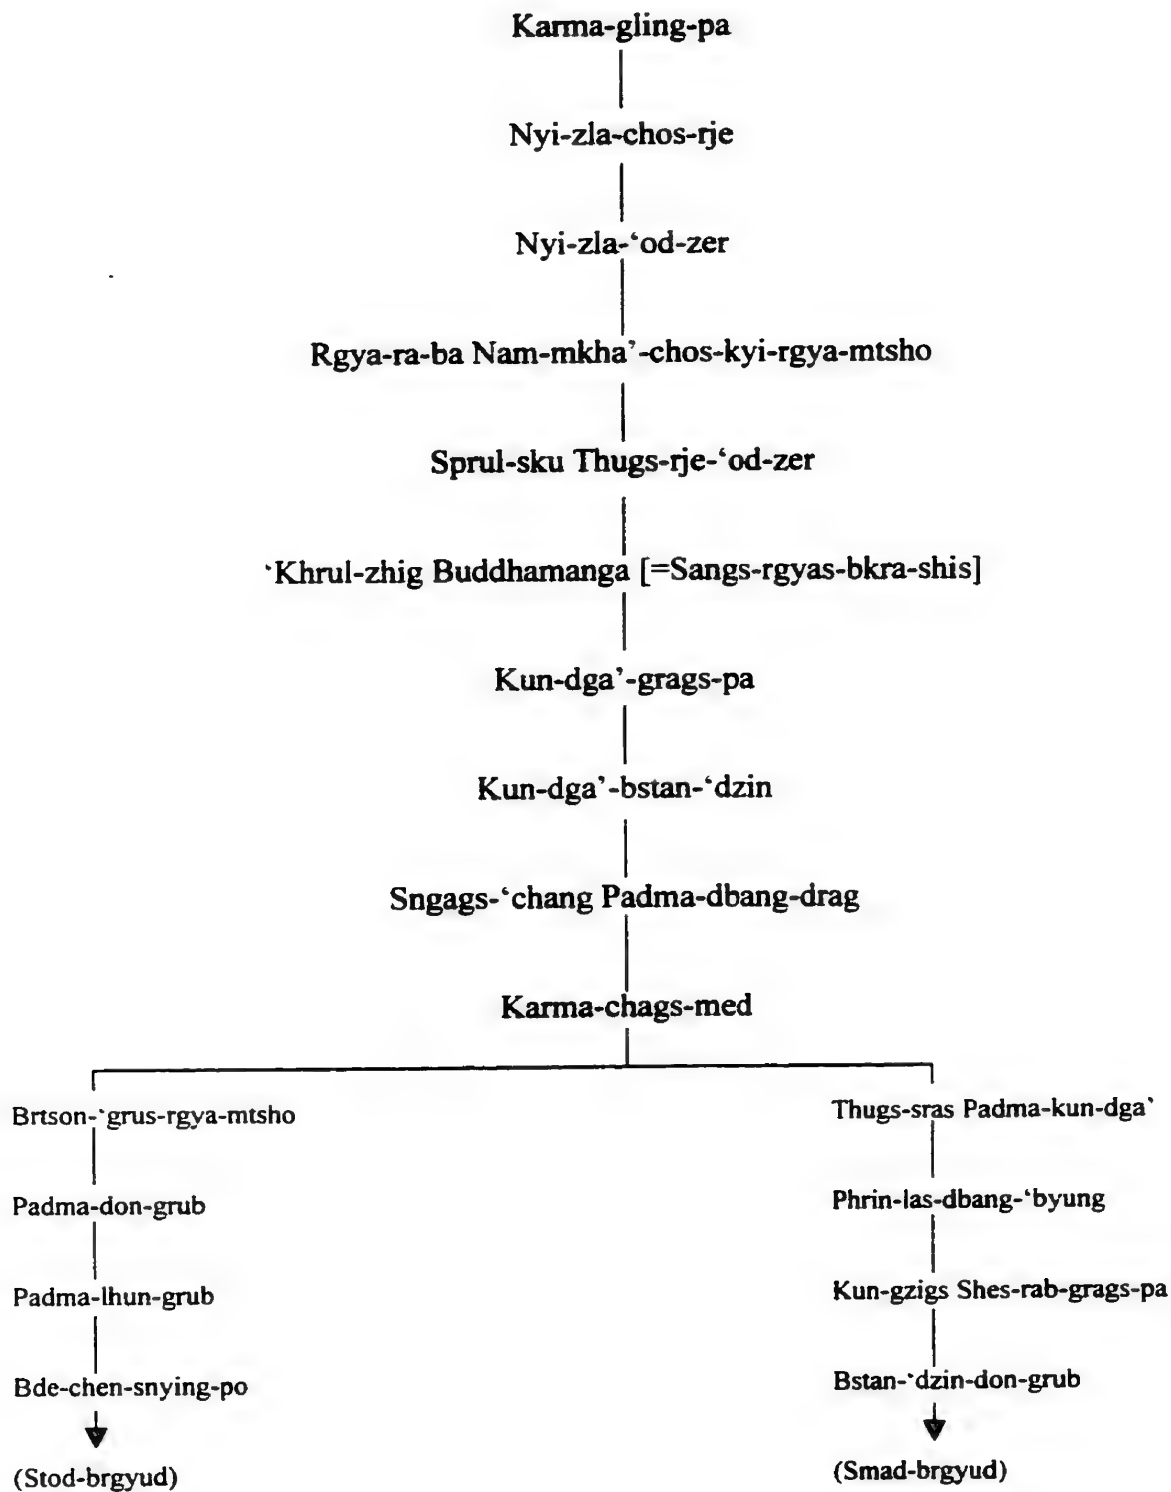 Karma-gling-pa
Nyi-zla-chos-rje
Nyi-zla-‘od-zer
Rgya-ra-ba Nam-mkha’-chos-kyi-rgya-mtsho
Sprul-sku Thugs-rje-‘od-zer
‘Khrul-zhig Buddhamanga [=Sangs-rgyas-bkra-shis]
Kun-dga’-grags-pa
Kun-dga’-bstan-‘dzin
Sngags-‘chang Padma-dbang-drag
Karma-chags-med
Brtson-‘grus-rgya-mtsho
Padma-don-grub
Padma-lhun-grub
Bde-chen-snying-po
(Stod-brgyud)
Thugs-sras Padma-kun-dga‘
Phrin-las-dbang-‘byung
Kun-gzigs Shes-rab-grags-pa
Bstan-‘dzin-don-grub
(Smad-brgyud)